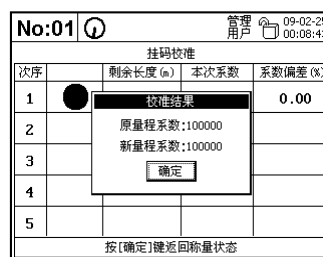 No:01 管理用户 09-02-25 00:08:43
挂码校准
次序 剩余长度(m) 本次系数 系数偏差(%)
1 0.00
校准结果
原量程系数:100000
2
新量程系数:100000
3
确定
4
5
按[确定]键返回称量状态